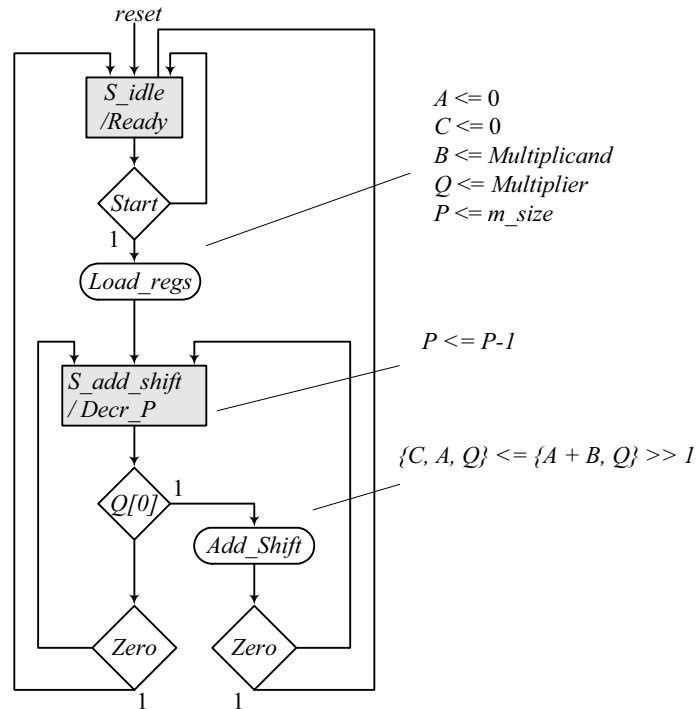 reset
S_idle
/Ready
Start
1
Load_regs
A <= 0
C <= 0
B <= Multiplicand
Q <= Multiplier
P <= m_size
S_add_shift
/ Decr_P
P <= P-1
Q[0]
1
Add_Shift
{C, A, Q} <= {A + B, Q} >> 1
Zero
1
Zero
1